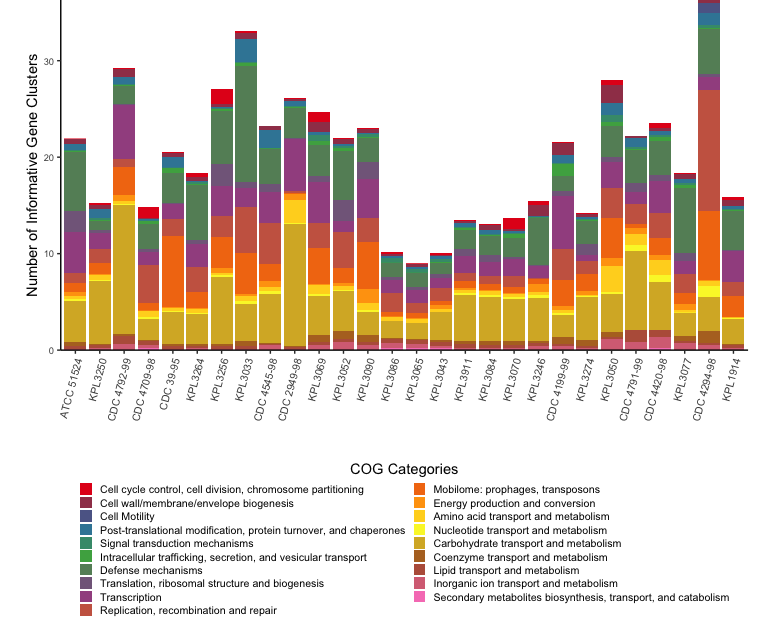 Number of Informative Gene Clusters
30
20
10
0
ATCC 51524
KPL3250
CDC 4792-99
CDC 4709-98
CDC 39-95
KPL3264
KPL3256
KPL3033
CDC 4545-98
CDC 2949-98
KPL3069
KPL3052
KPL3090
KPL3086
KPL3065
KPL3043
KPL3911
KPL3084
KPL3070
KPL3246
CDC 4199-99
KPL3274
KPL3050
CDC 4791-99
CDC 4420-98
KPL3077
CDC 4294-98
KPL1914
COG Categories
Cell cycle control, cell division, chromosome partitioning
Cell wall/membrane/envelope biogenesis
Cell Motility
Post-translational modification, protein turnover, and chaperones
Signal transduction mechanisms
Intracellular trafficking, secretion, and vesicular transport
Defense mechanisms
Translation, ribosomal structure and biogenesis
Transcription
Replication, recombination and repair
Mobilome: prophages, transposons
Energy production and conversion
Amino acid transport and metabolism
Nucleotide transport and metabolism
Carbohydrate transport and metabolism
Coenzyme transport and metabolism
Lipid transport and metabolism
Inorganic ion transport and metabolism
Secondary metabolites biosynthesis, transport, and catabolism